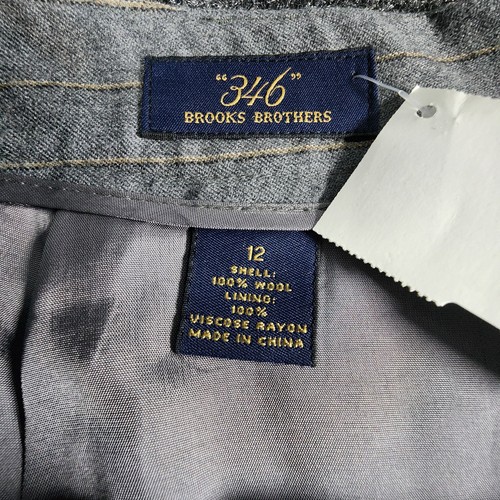 "346"
BROOKS BROTHERS
12
SHELL:
100% WOOL
LINING:
100%
VISCOSE RAYON
MADE IN CHINA